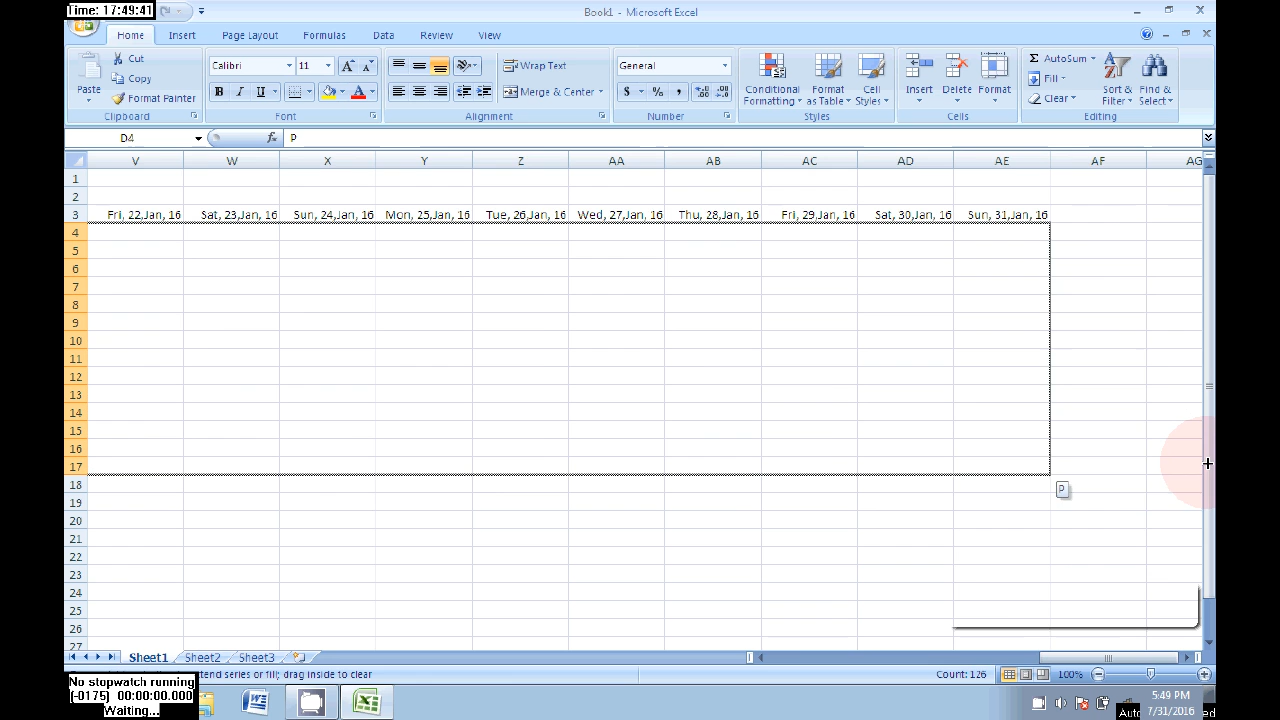 Time: 17:49:41
Book1 - Microsoft Excel
Home Insert Page Layout Formulas Data Review View
Paste
Cut
Copy
Format Painter
Clipboard
Calibri 11
B I U
Font
Wrap Text
Merge & Center
Alignment
General
$ % ,
Number
Conditional Formatting
Format as Table
Cell Styles
Styles
Insert Delete Format
Cells
Σ AutoSum
Fill
Clear
Sort & Filter
Find & Select
Editing
D4 fx P
V W X Y Z AA AB AC AD AE AF AG
1
2
3 Fri, 22,Jan, 16 Sat, 23,Jan, 16 Sun, 24,Jan, 16 Mon, 25,Jan, 16 Tue, 26,Jan, 16 Wed, 27,Jan, 16 Thu, 28,Jan, 16 Fri, 29,Jan, 16 Sat, 30,Jan, 16 Sun, 31,Jan, 16
4
5
6
7
8
9
10
11
12
13
14
15
16
17
P
18
19
20
21
22
23
24
25
26
27
Sheet1 Sheet2 Sheet3
tend series or fill; drag inside to clear Count: 126 100%
No stopwatch running
(-0175) 00:00:00.000
Waiting...
5:49 PM
7/31/2016